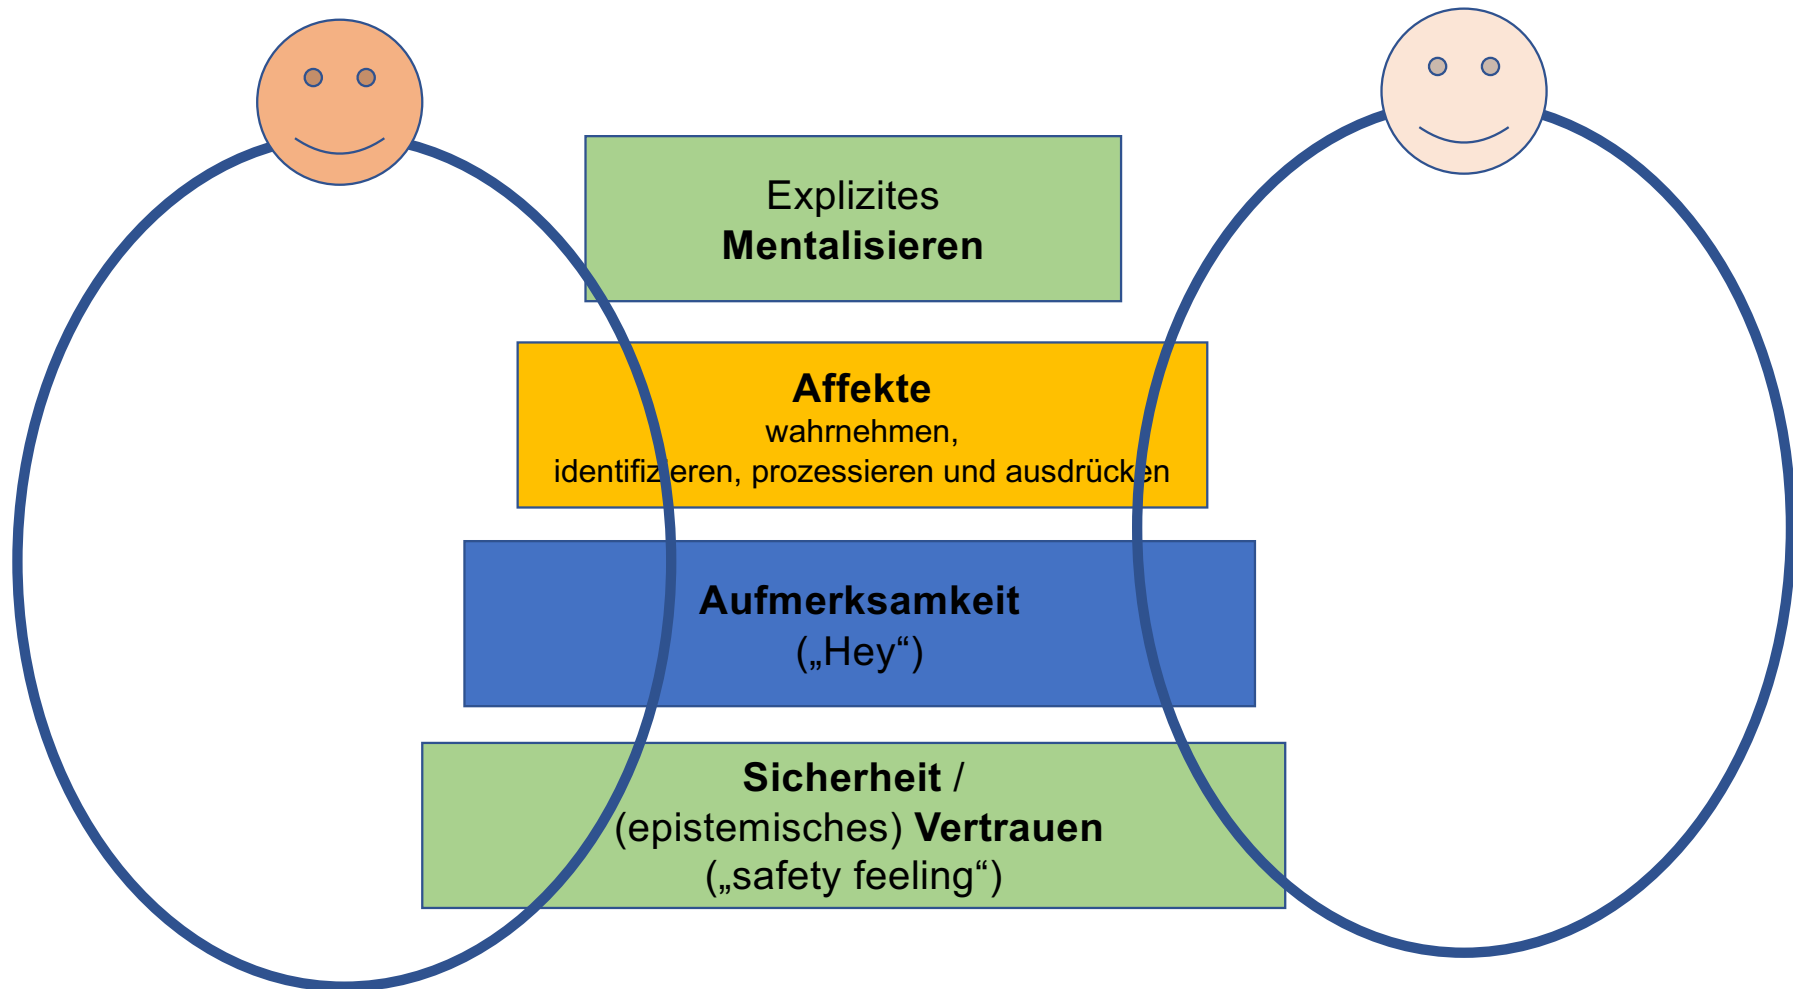 Explizites
Mentalisieren
Affekte
wahrnehmen,
identifizieren, prozessieren und ausdrücken
Aufmerksamkeit
(„Hey“)
Sicherheit /
(epistemisches) Vertrauen
(„safety feeling“)